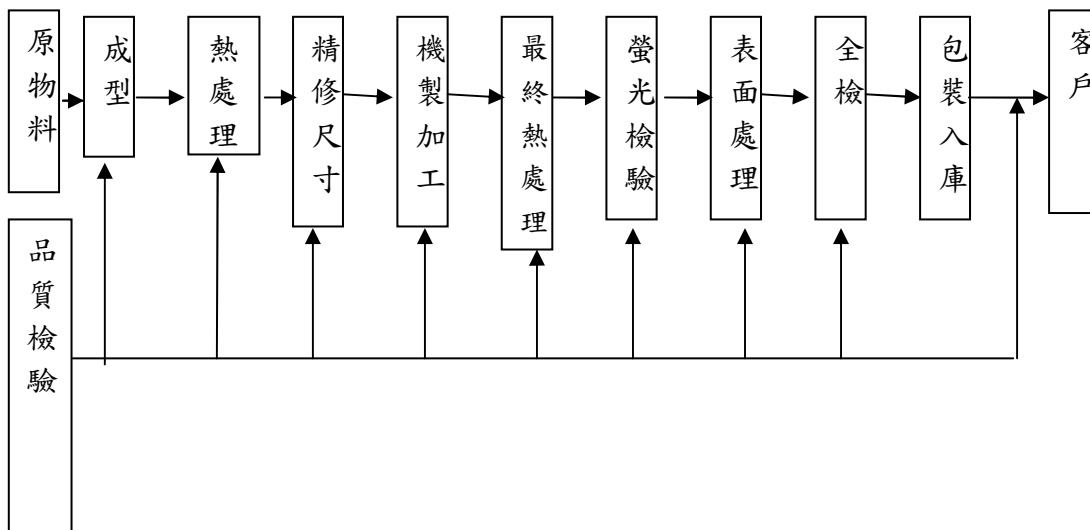 原物料
成型
熱處理
精修尺寸
機製加工
最終熱處理
螢光檢驗
表面處理
全檢
包裝入庫
客戶
品質檢驗